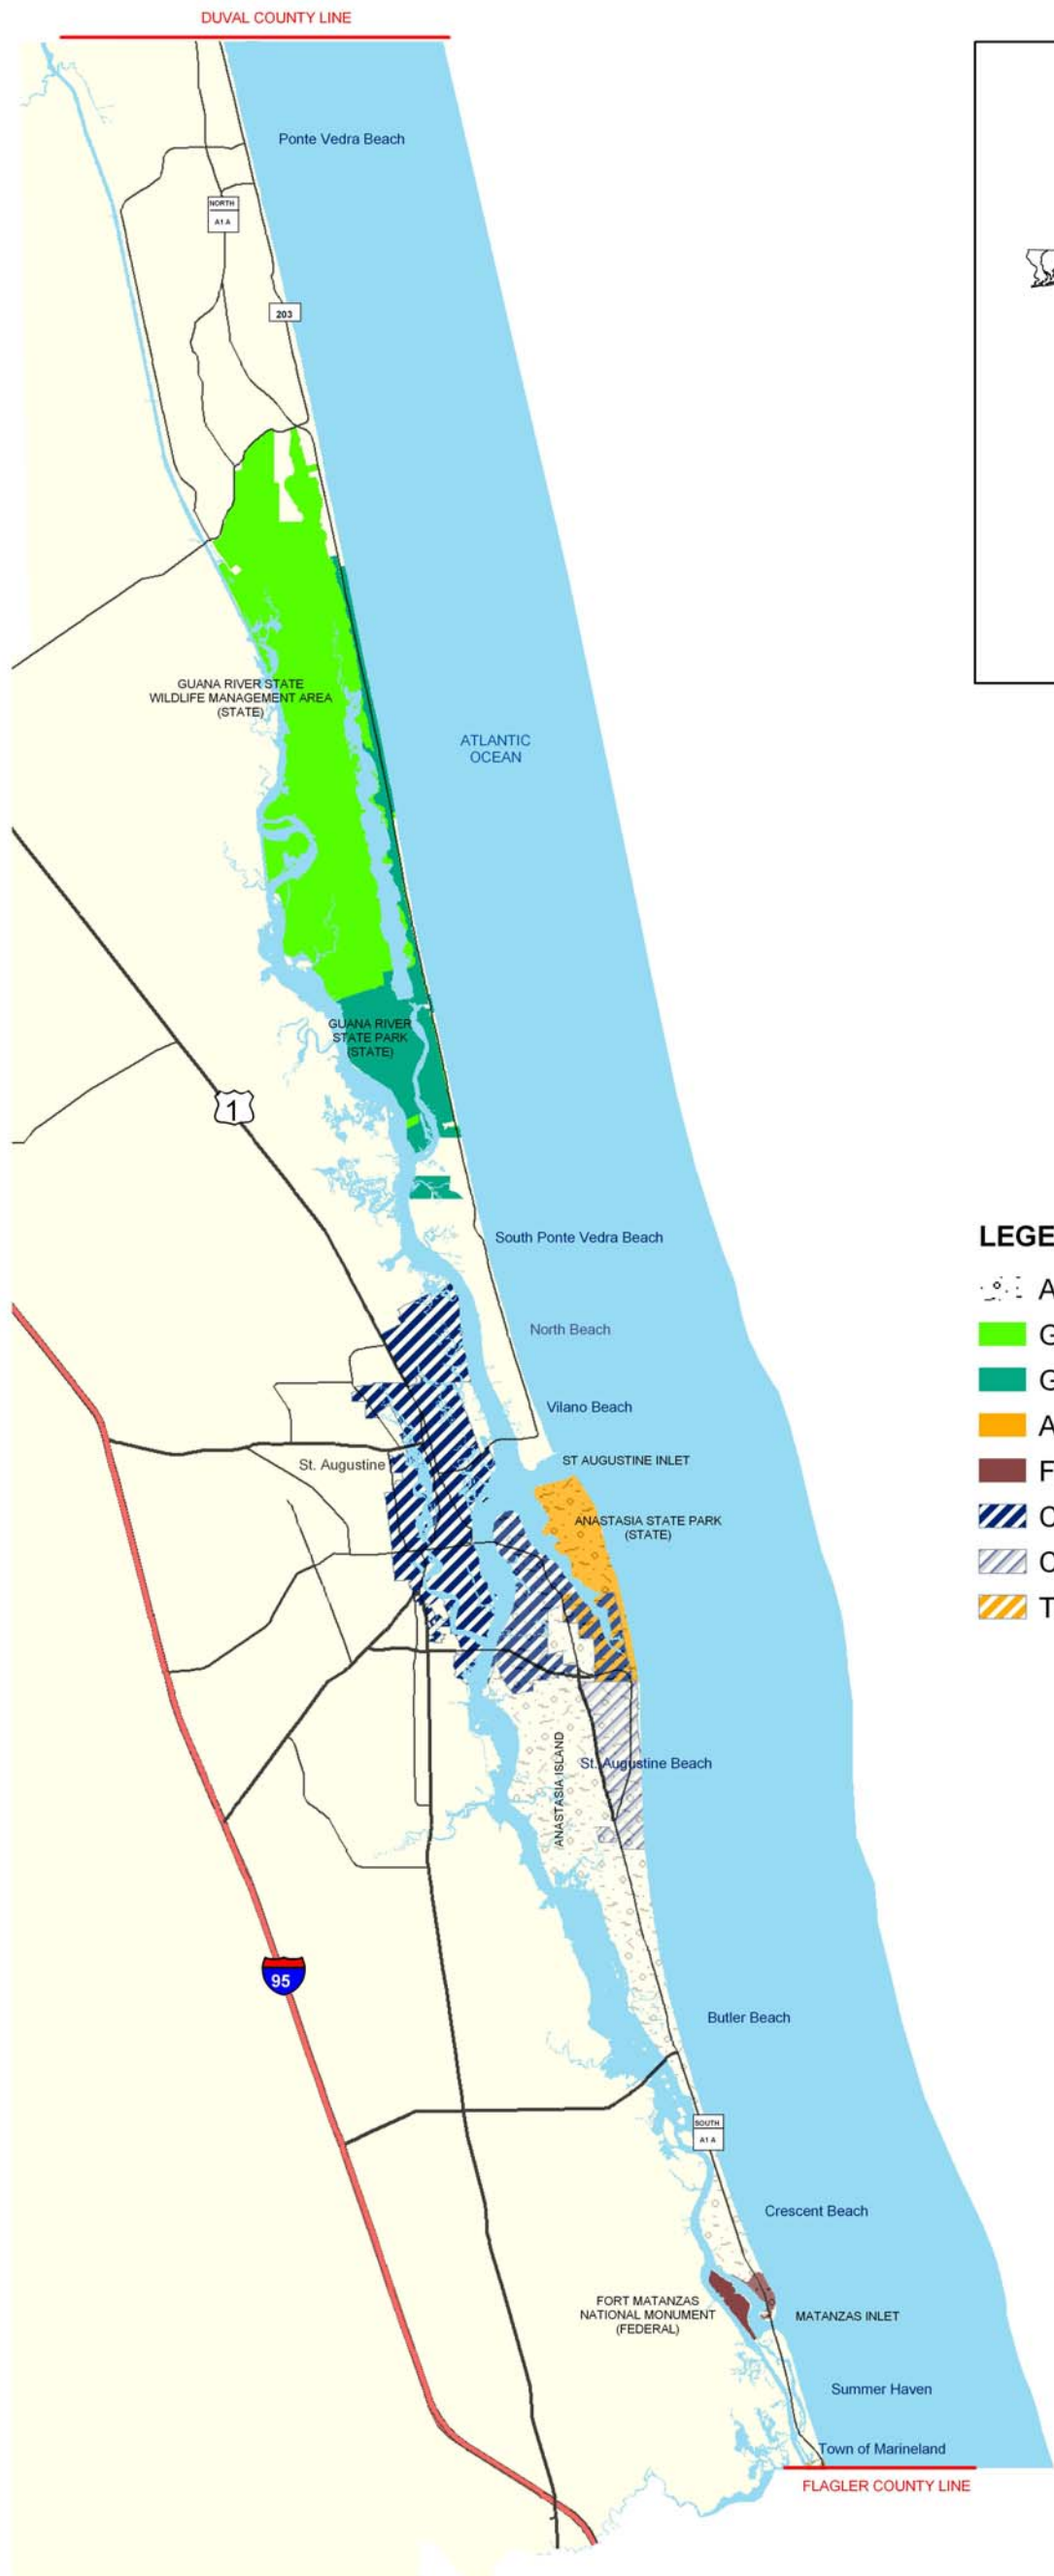 DUVAL COUNTY LINE
Ponte Vedra Beach
NORTH
A1A
203
GUANA RIVER STATE
WILDLIFE MANAGEMENT AREA
(STATE)
ATLANTIC
OCEAN
GUANA RIVER
STATE PARK
(STATE)
1
South Ponte Vedra Beach
LEGE
A
North Beach
G
G
Vilano Beach
A
ST AUGUSTINE INLET
St. Augustine
F
ANASTASIA STATE PARK
(STATE)
C
C
T
ANASTASIA ISLAND
St. Augustine Beach
95
Butler Beach
SOUTH
A1A
Crescent Beach
FORT MATANZAS
NATIONAL MONUMENT
(FEDERAL)
MATANZAS INLET
Summer Haven
Town of Marineland
FLAGLER COUNTY LINE